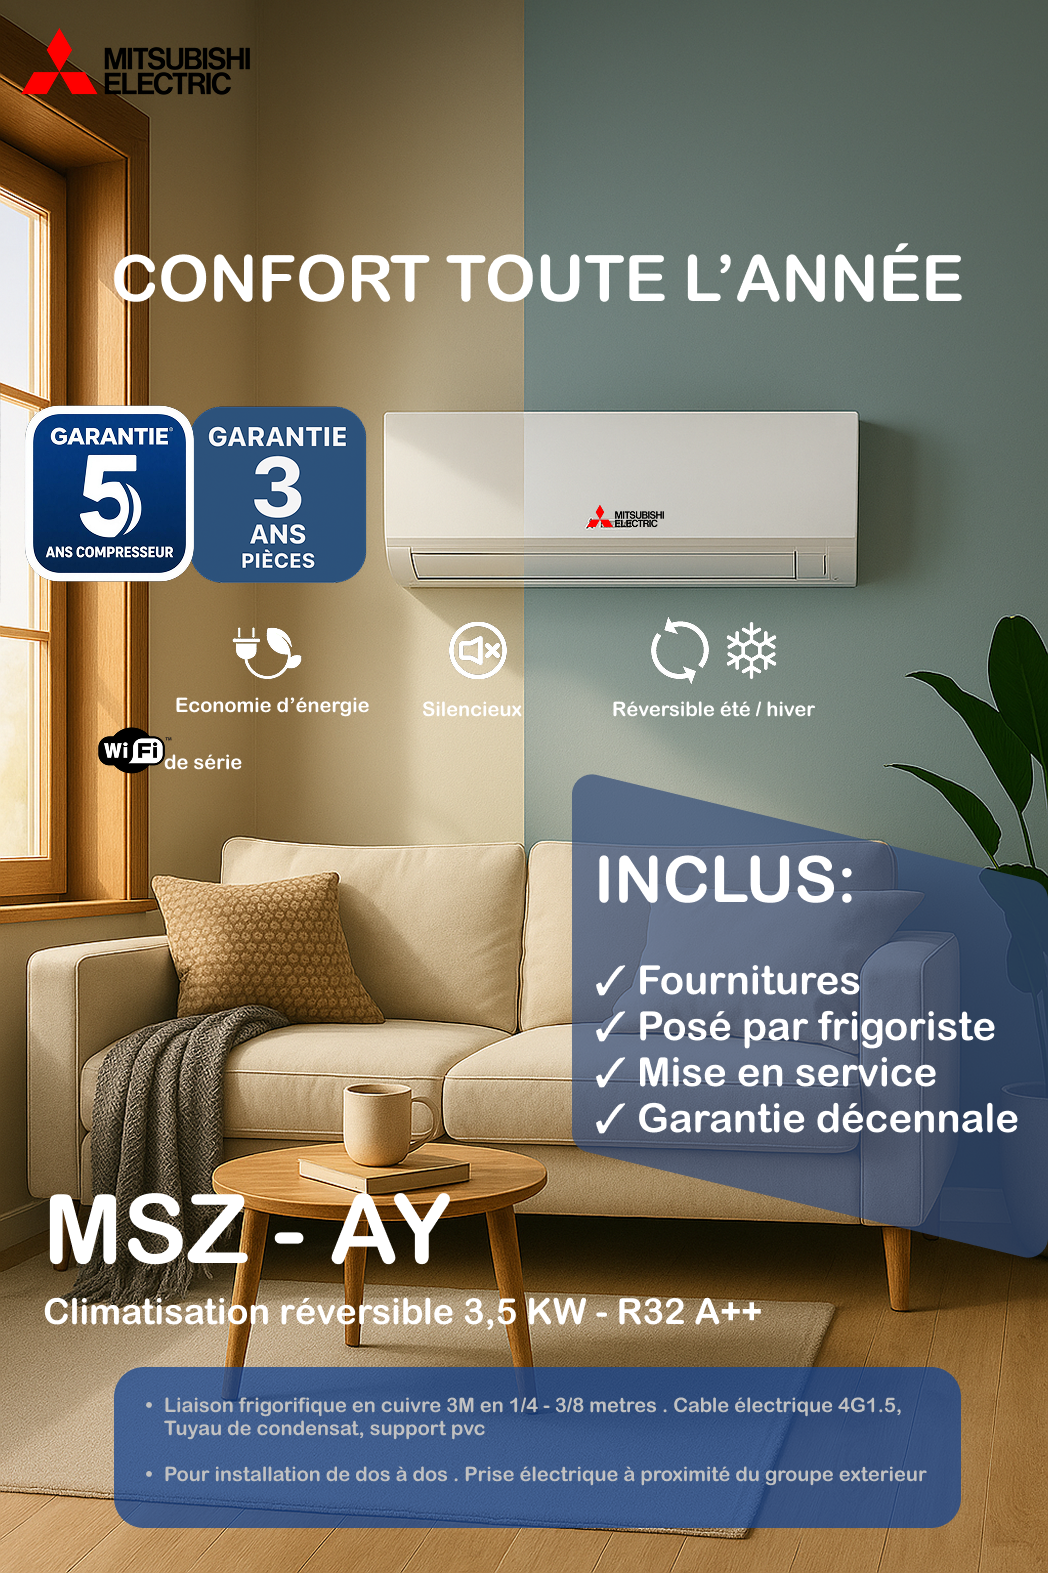 MITSUBISHI
ELECTRIC
CONFORT TOUTE L'ANNÉE
GARANTIE
5
ANS COMPRESSEUR
GARANTIE
3
ANS
PIÈCES
MITSUBISHI
ELECTRIC
Economie d'énergie
Silencieux
Réversible été / hiver
Wi Fi™
de série
INCLUS:
✓ Fournitures
✓ Posé par frigoriste
✓ Mise en service
✓ Garantie décennale
MSZ - AY
Climatisation réversible 3,5 KW - R32 A++
• Liaison frigorifique en cuivre 3M en 1/4 - 3/8 metres . Cable électrique 4G1.5,
Tuyau de condensat, support pvc
• Pour installation de dos à dos . Prise électrique à proximité du groupe exterieur